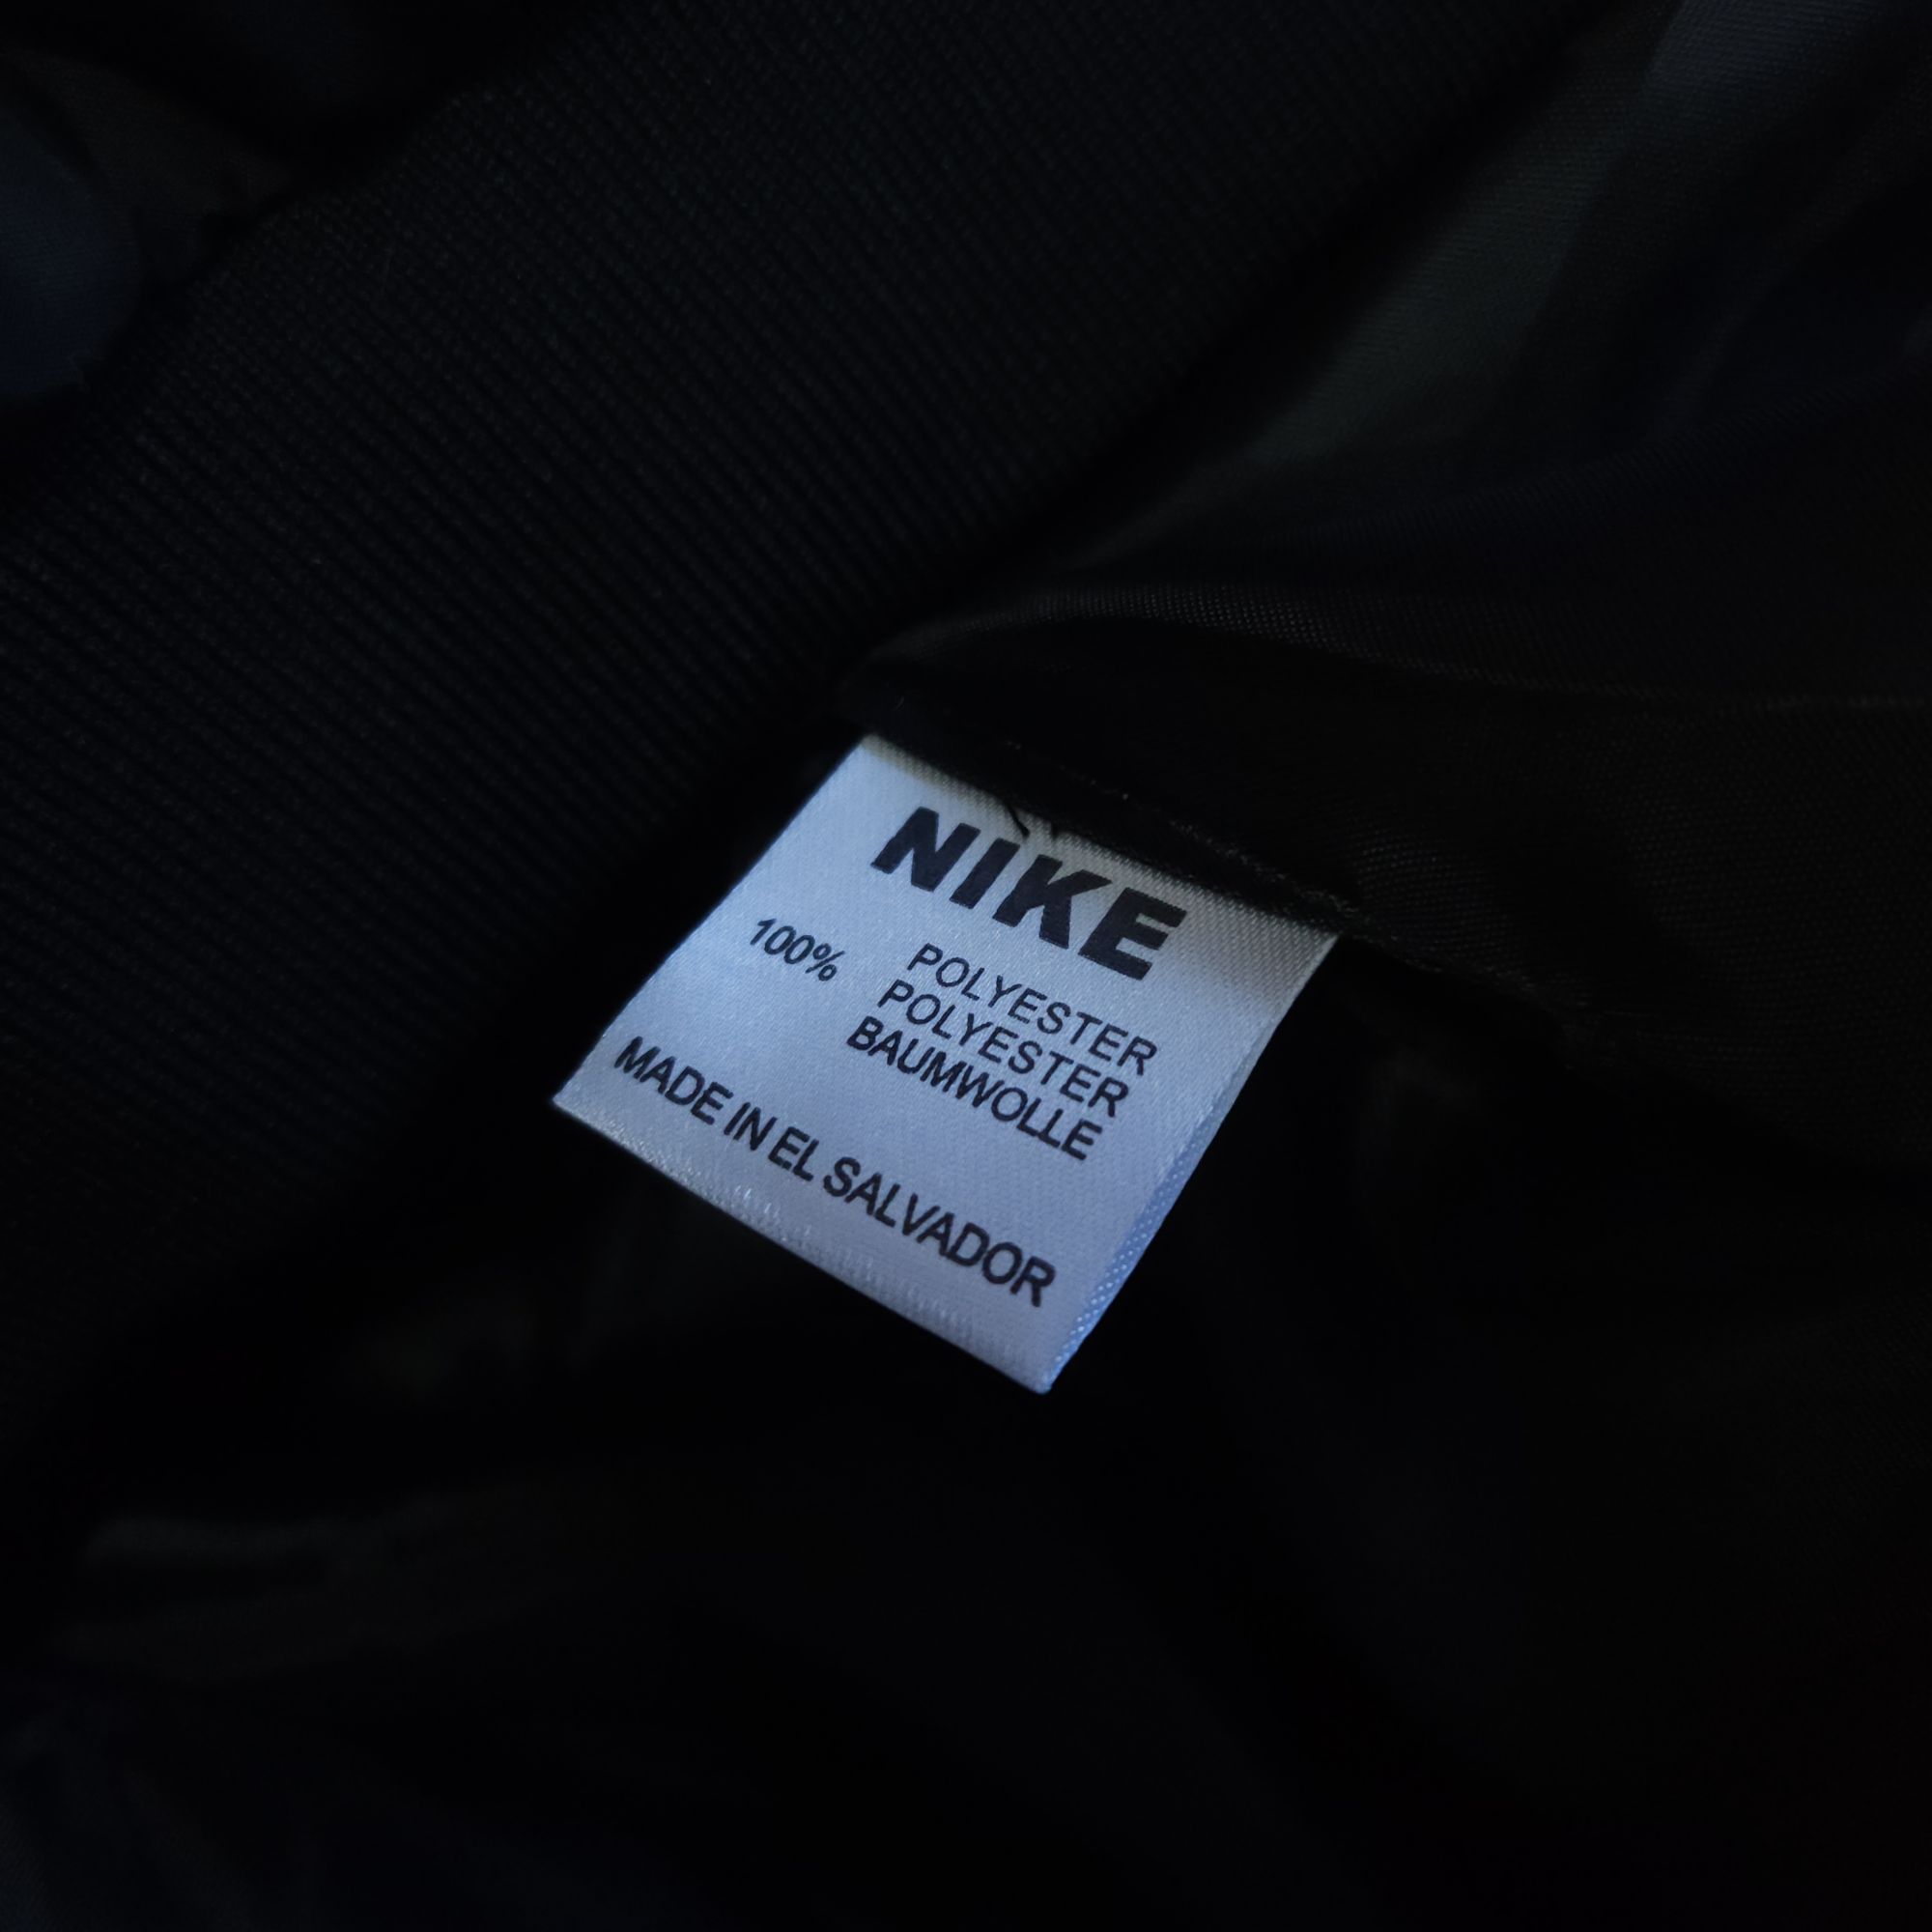 NIKE
100% POLYESTER
POLYESTER
BAUMWOLLE
MADE IN EL SALVADOR